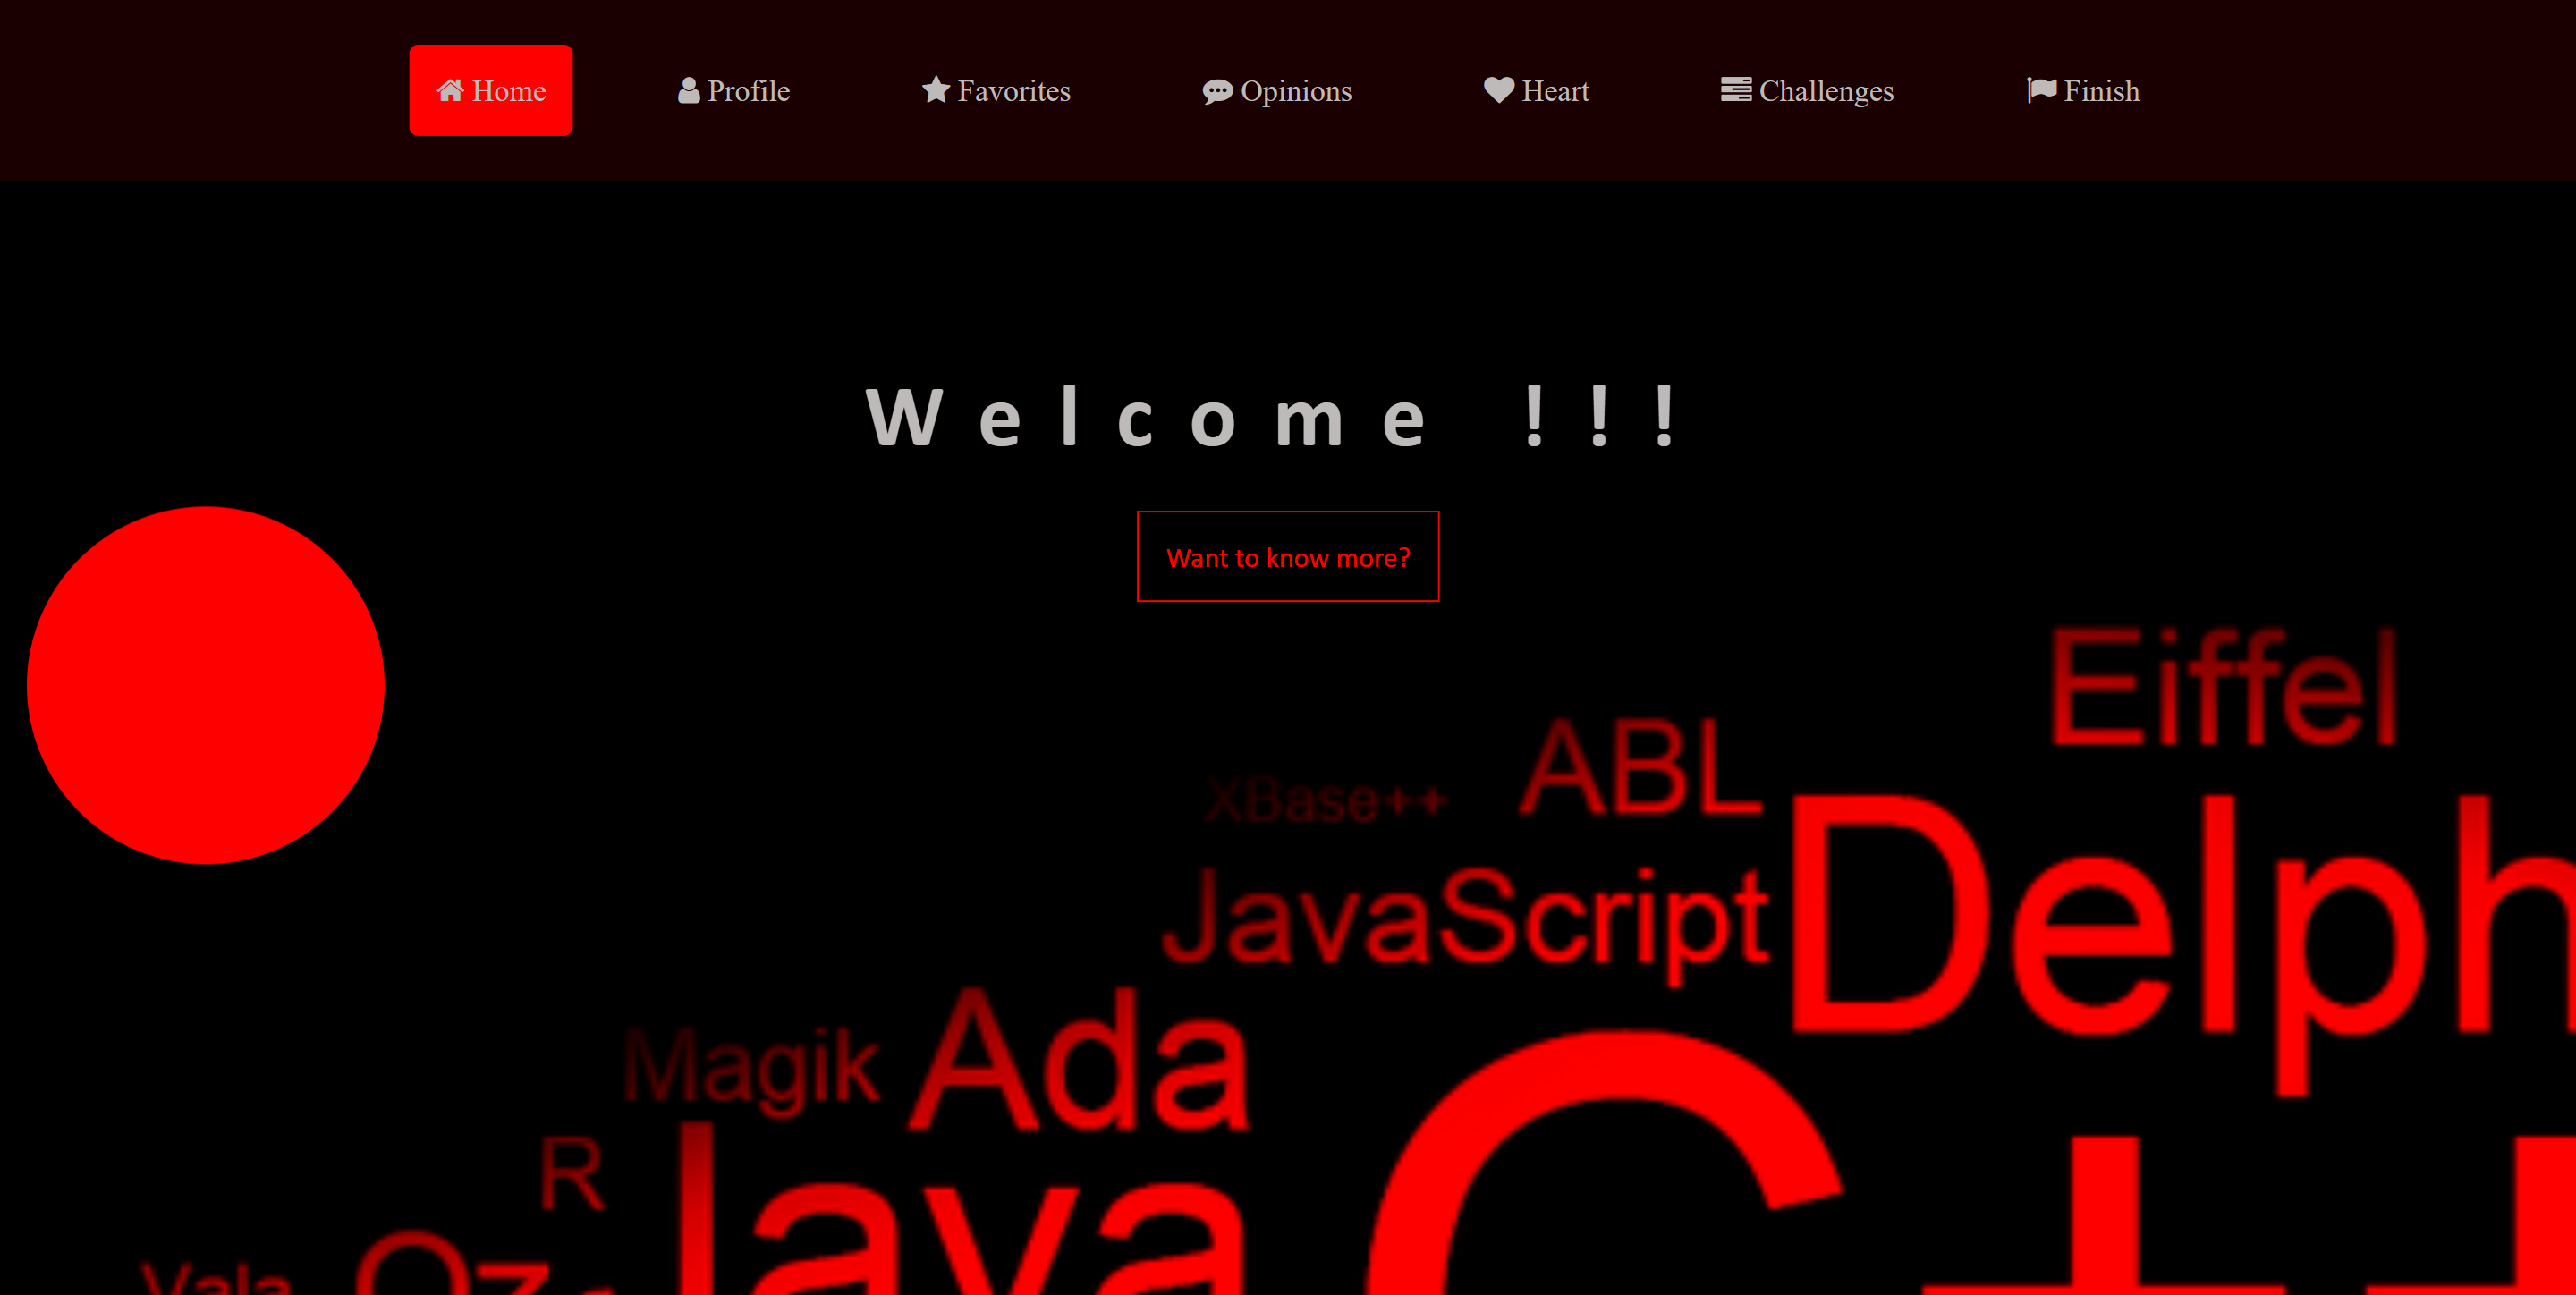 Home Profile Favorites Opinions Heart Challenges Finish
Welcome !!!
Want to know more?
Eiffel
ABL
XBase++
Delph
JavaScript
Ada
Magik
R
Java
C++
Oz
Vala